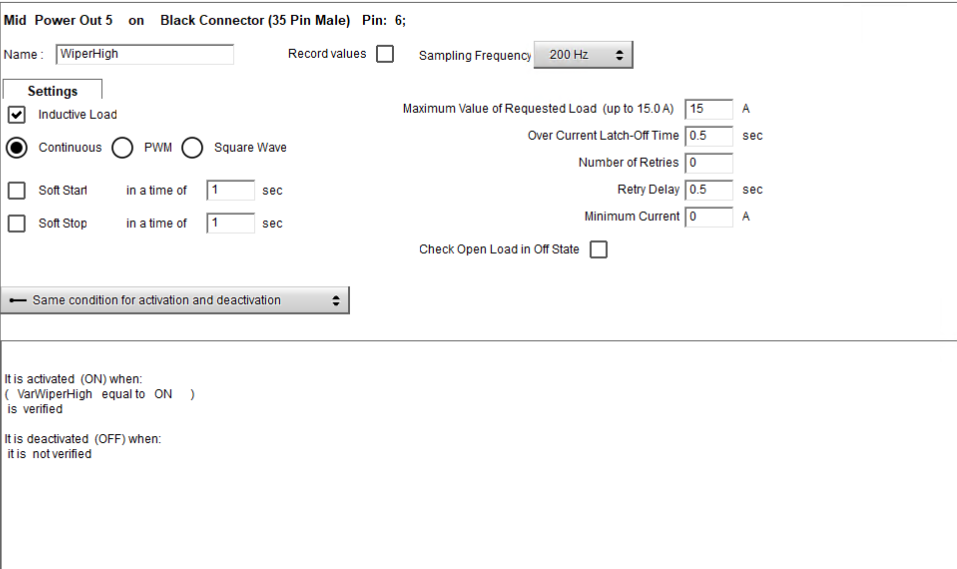 Mid Power Out 5 on Black Connector (35 Pin Male) Pin: 6;
Name : WiperHigh Record values Sampling Frequency 200 Hz
Settings
Inductive Load Maximum Value of Requested Load (up to 15.0 A) 15 A
Over Current Latch-Off Time 0.5 sec
Continuous PWM Square Wave
Number of Retries 0
Soft Start in a time of 1 sec Retry Delay 0.5 sec
Soft Stop in a time of 1 sec Minimum Current 0 A
Check Open Load in Off State
Same condition for activation and deactivation
It is activated (ON) when:
( VarWiperHigh equal to ON )
is verified
It is deactivated (OFF) when:
it is not verified